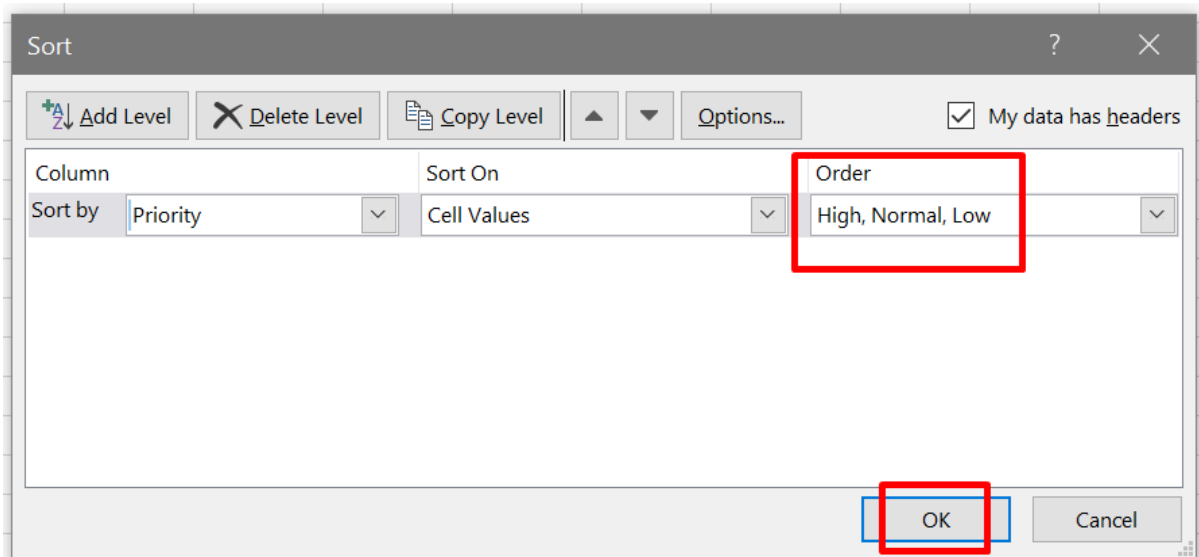 Sort ?
Add Level Delete Level Copy Level Options... My data has headers
Column Sort On Order
Sort by Priority Cell Values High, Normal, Low
OK Cancel